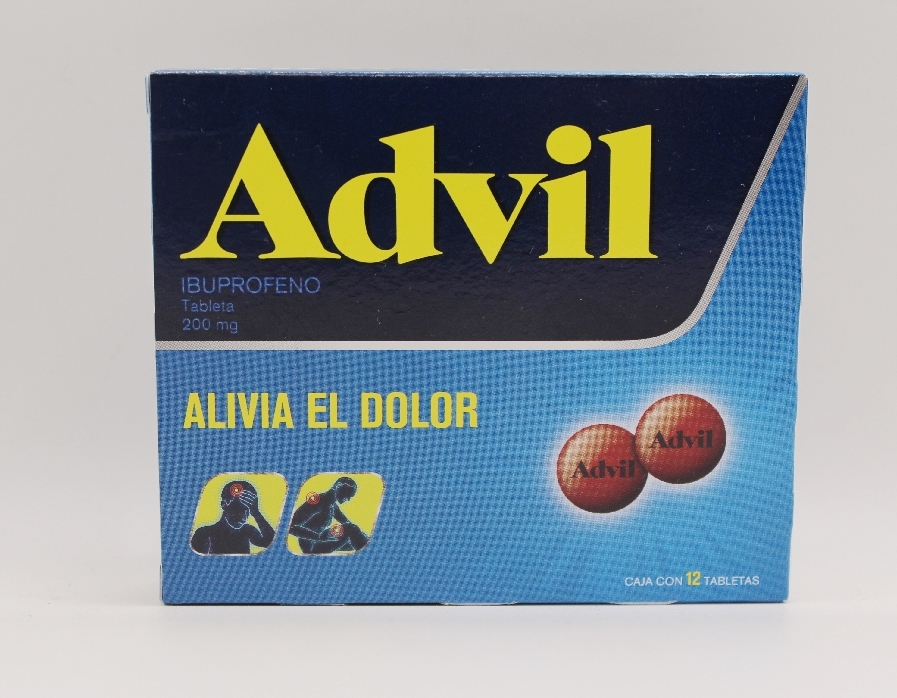 Advil
IBUPROFENO
Tableta
200 mg
ALIVIA EL DOLOR
Advil
Advil
CAJA CON 12 TABLETAS